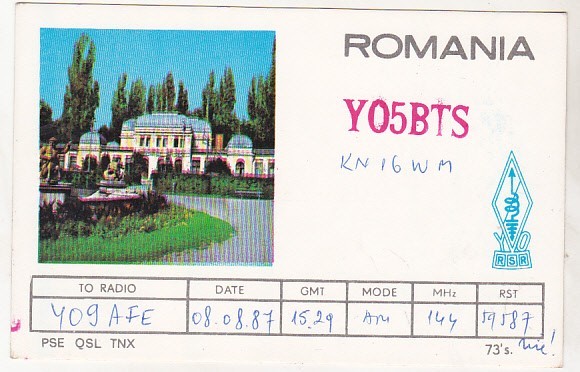 ROMANIA
YO5BTS
KN16WM
YO
RSR
TO RADIO DATE GMT MODE MHz RST
YO9AFE 08.08.87 15.29 AM 144 59587
PSE QSL TNX 73's.